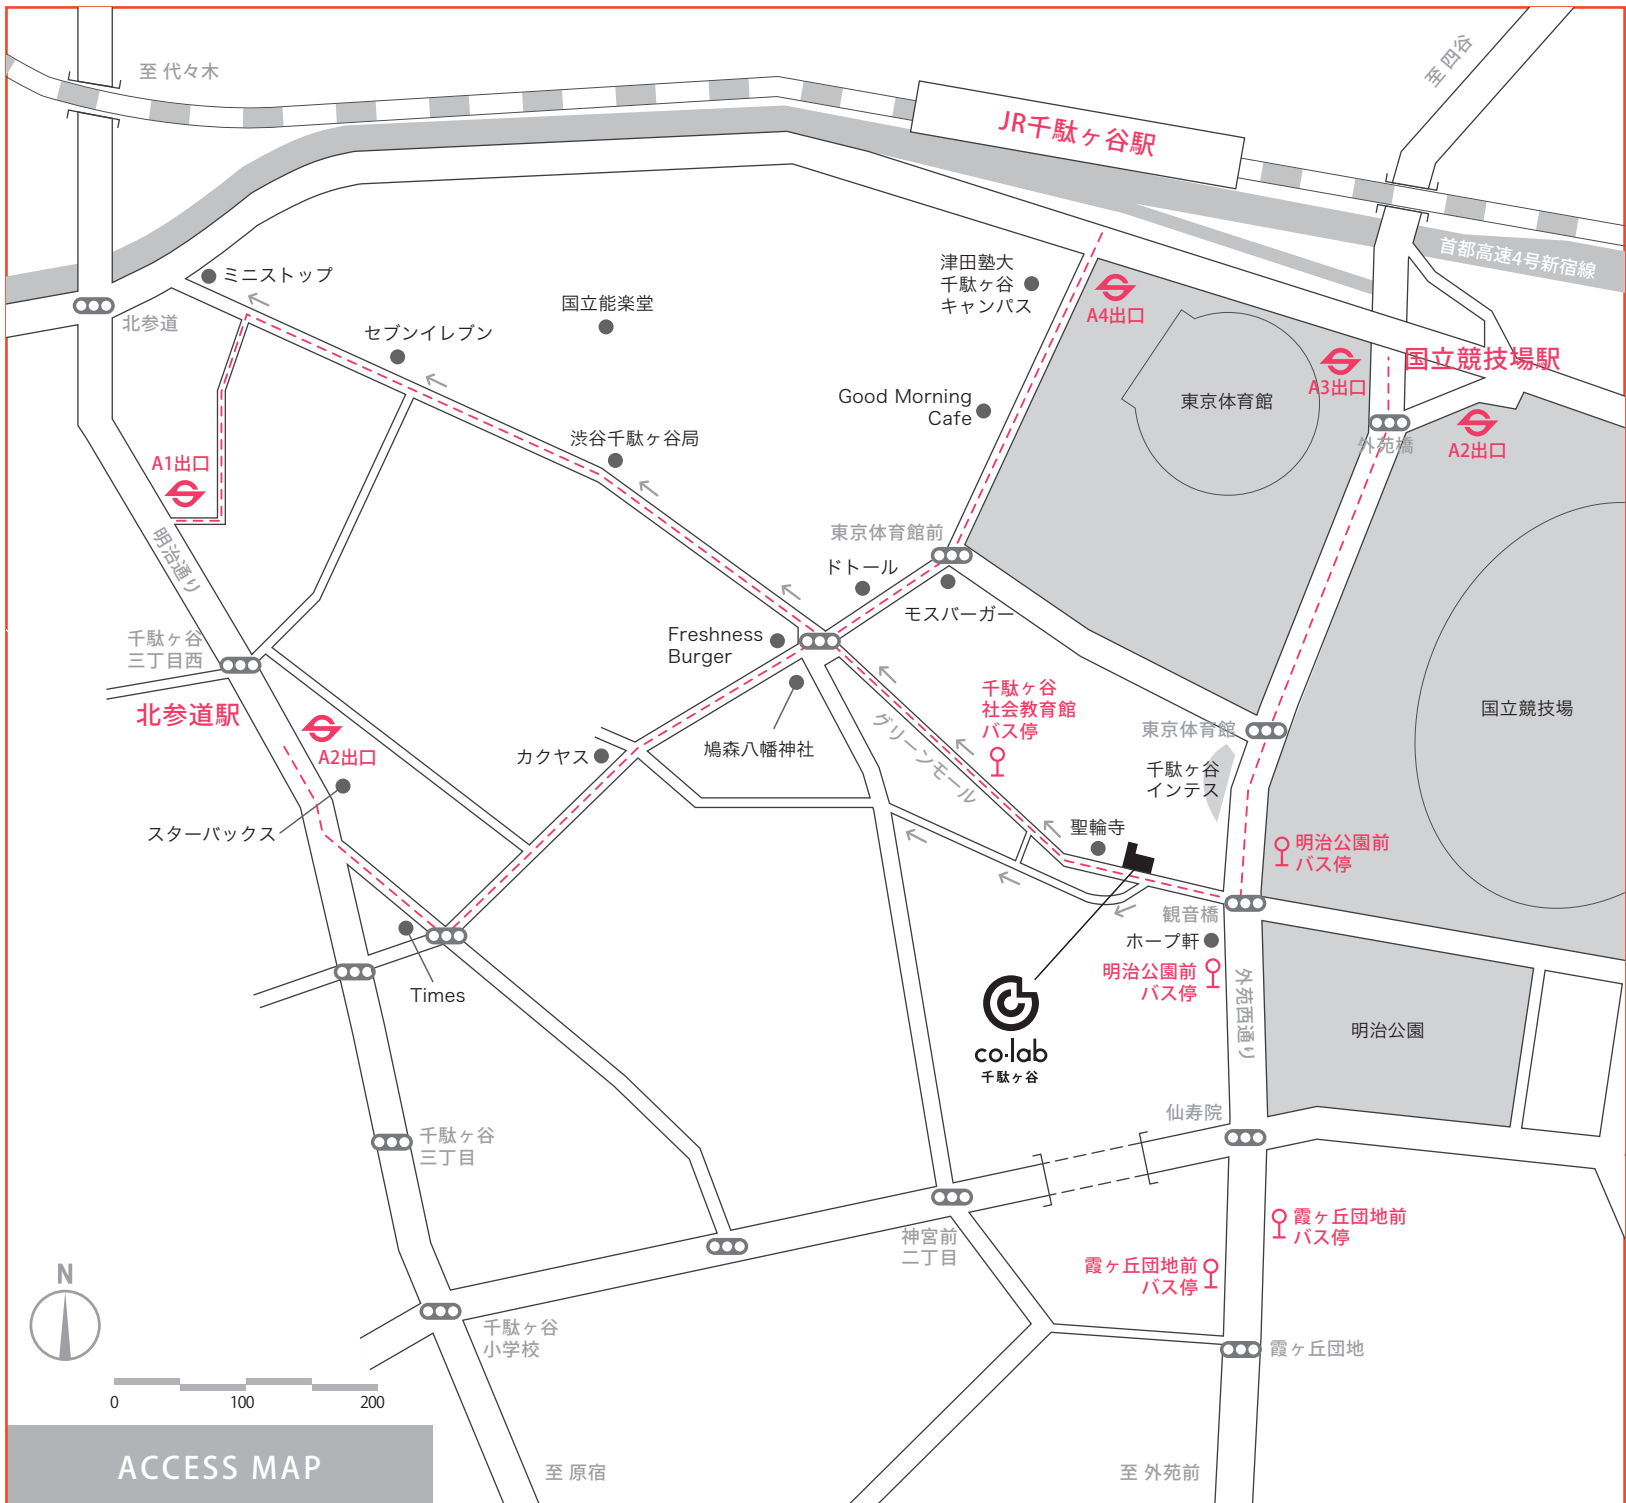 至 代々木
至 四谷
JR千駄ヶ谷駅
首都高速4号新宿線
ミニストップ
北参道
セブンイレブン
国立能楽堂
津田塾大
千駄ヶ谷
キャンパス
A4出口
A3出口
国立競技場駅
外苑橋
A2出口
東京体育館
Good Morning
Cafe
渋谷千駄ヶ谷局
A1出口
明治通り
東京体育館前
ドトール
モスバーガー
Freshness
Burger
千駄ヶ谷
三丁目西
北参道駅
A2出口
スターバックス
カクヤス
鳩森八幡神社
グリーンモール
千駄ヶ谷
社会教育館
バス停
東京体育館
千駄ヶ谷
インテス
国立競技場
聖輪寺
明治公園前
バス停
観音橋
ホープ軒
明治公園前
バス停
外苑西通り
明治公園
Times
co·lab
千駄ヶ谷
仙寿院
千駄ヶ谷
三丁目
神宮前
二丁目
霞ヶ丘団地前
バス停
霞ヶ丘団地前
バス停
霞ヶ丘団地
千駄ヶ谷
小学校
N
0 100 200
ACCESS MAP
至 原宿
至 外苑前